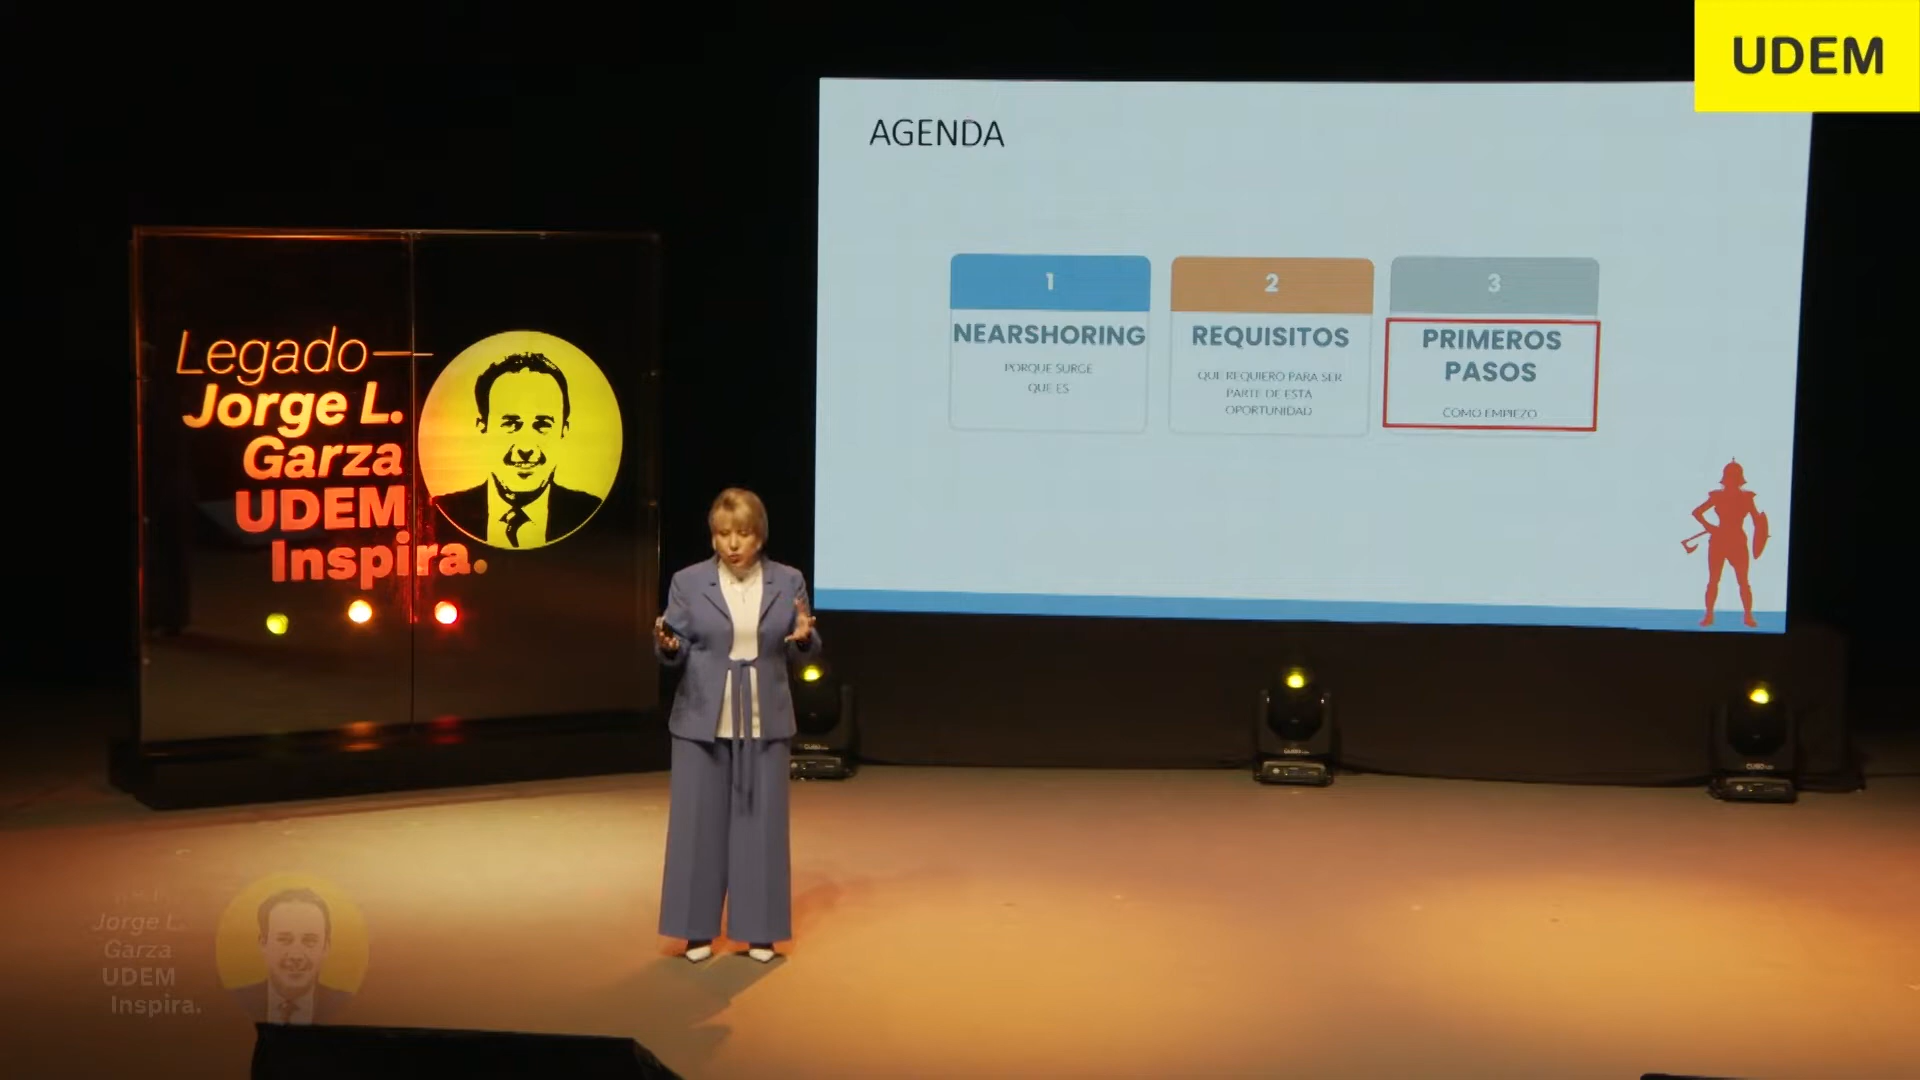 UDEM
AGENDA
1
NEARSHORING
PORQUE SURGE
QUE ES
2
REQUISITOS
QUE REQUIERO PARA SER
PARTE DE ESTA
OPORTUNIDAD
3
PRIMEROS
PASOS
COMO EMPIEZO
Legado—
Jorge L.
Garza
UDEM
Inspira.
Jorge L.
Garza
UDEM
Inspira.